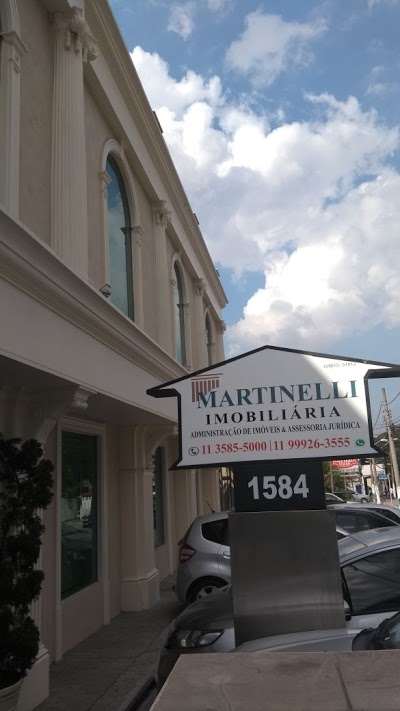 MARTINELLI
IMOBILIÁRIA
ADMINISTRAÇÃO DE IMÓVEIS & ASSESSORIA JURÍDICA
11 3585-5000 | 11 99926-3555
1584